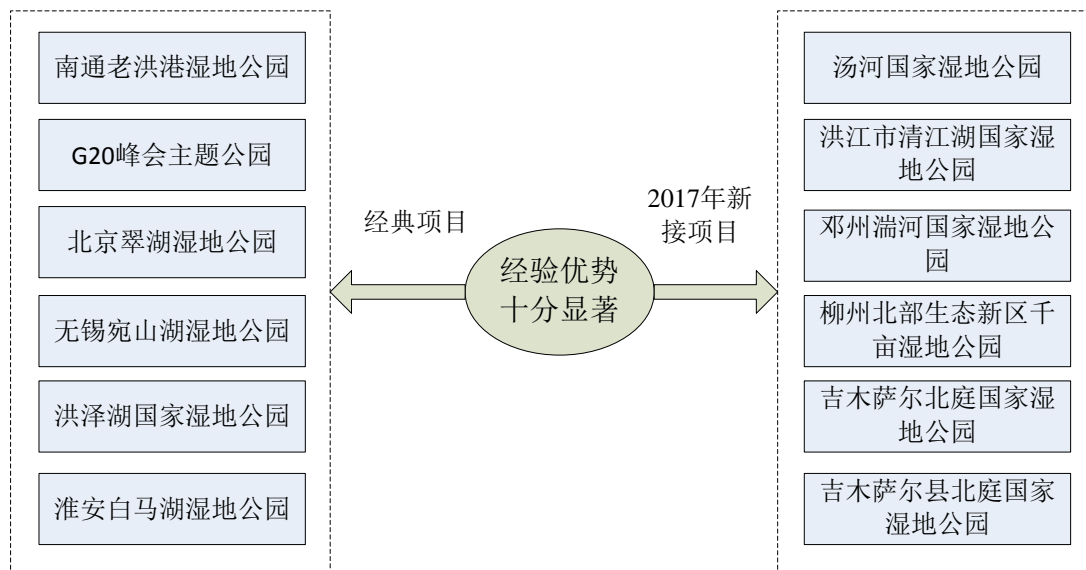 南通老洪港湿地公园
G20峰会主题公园
北京翠湖湿地公园
无锡宛山湖湿地公园
洪泽湖国家湿地公园
淮安白马湖湿地公园
经典项目
经验优势
十分显著
2017年新
接项目
汤河国家湿地公园
洪江市清江湖国家湿
地公园
邓州湍河国家湿地公
园
柳州北部生态新区千
亩湿地公园
吉木萨尔北庭国家湿
地公园
吉木萨尔县北庭国家
湿地公园